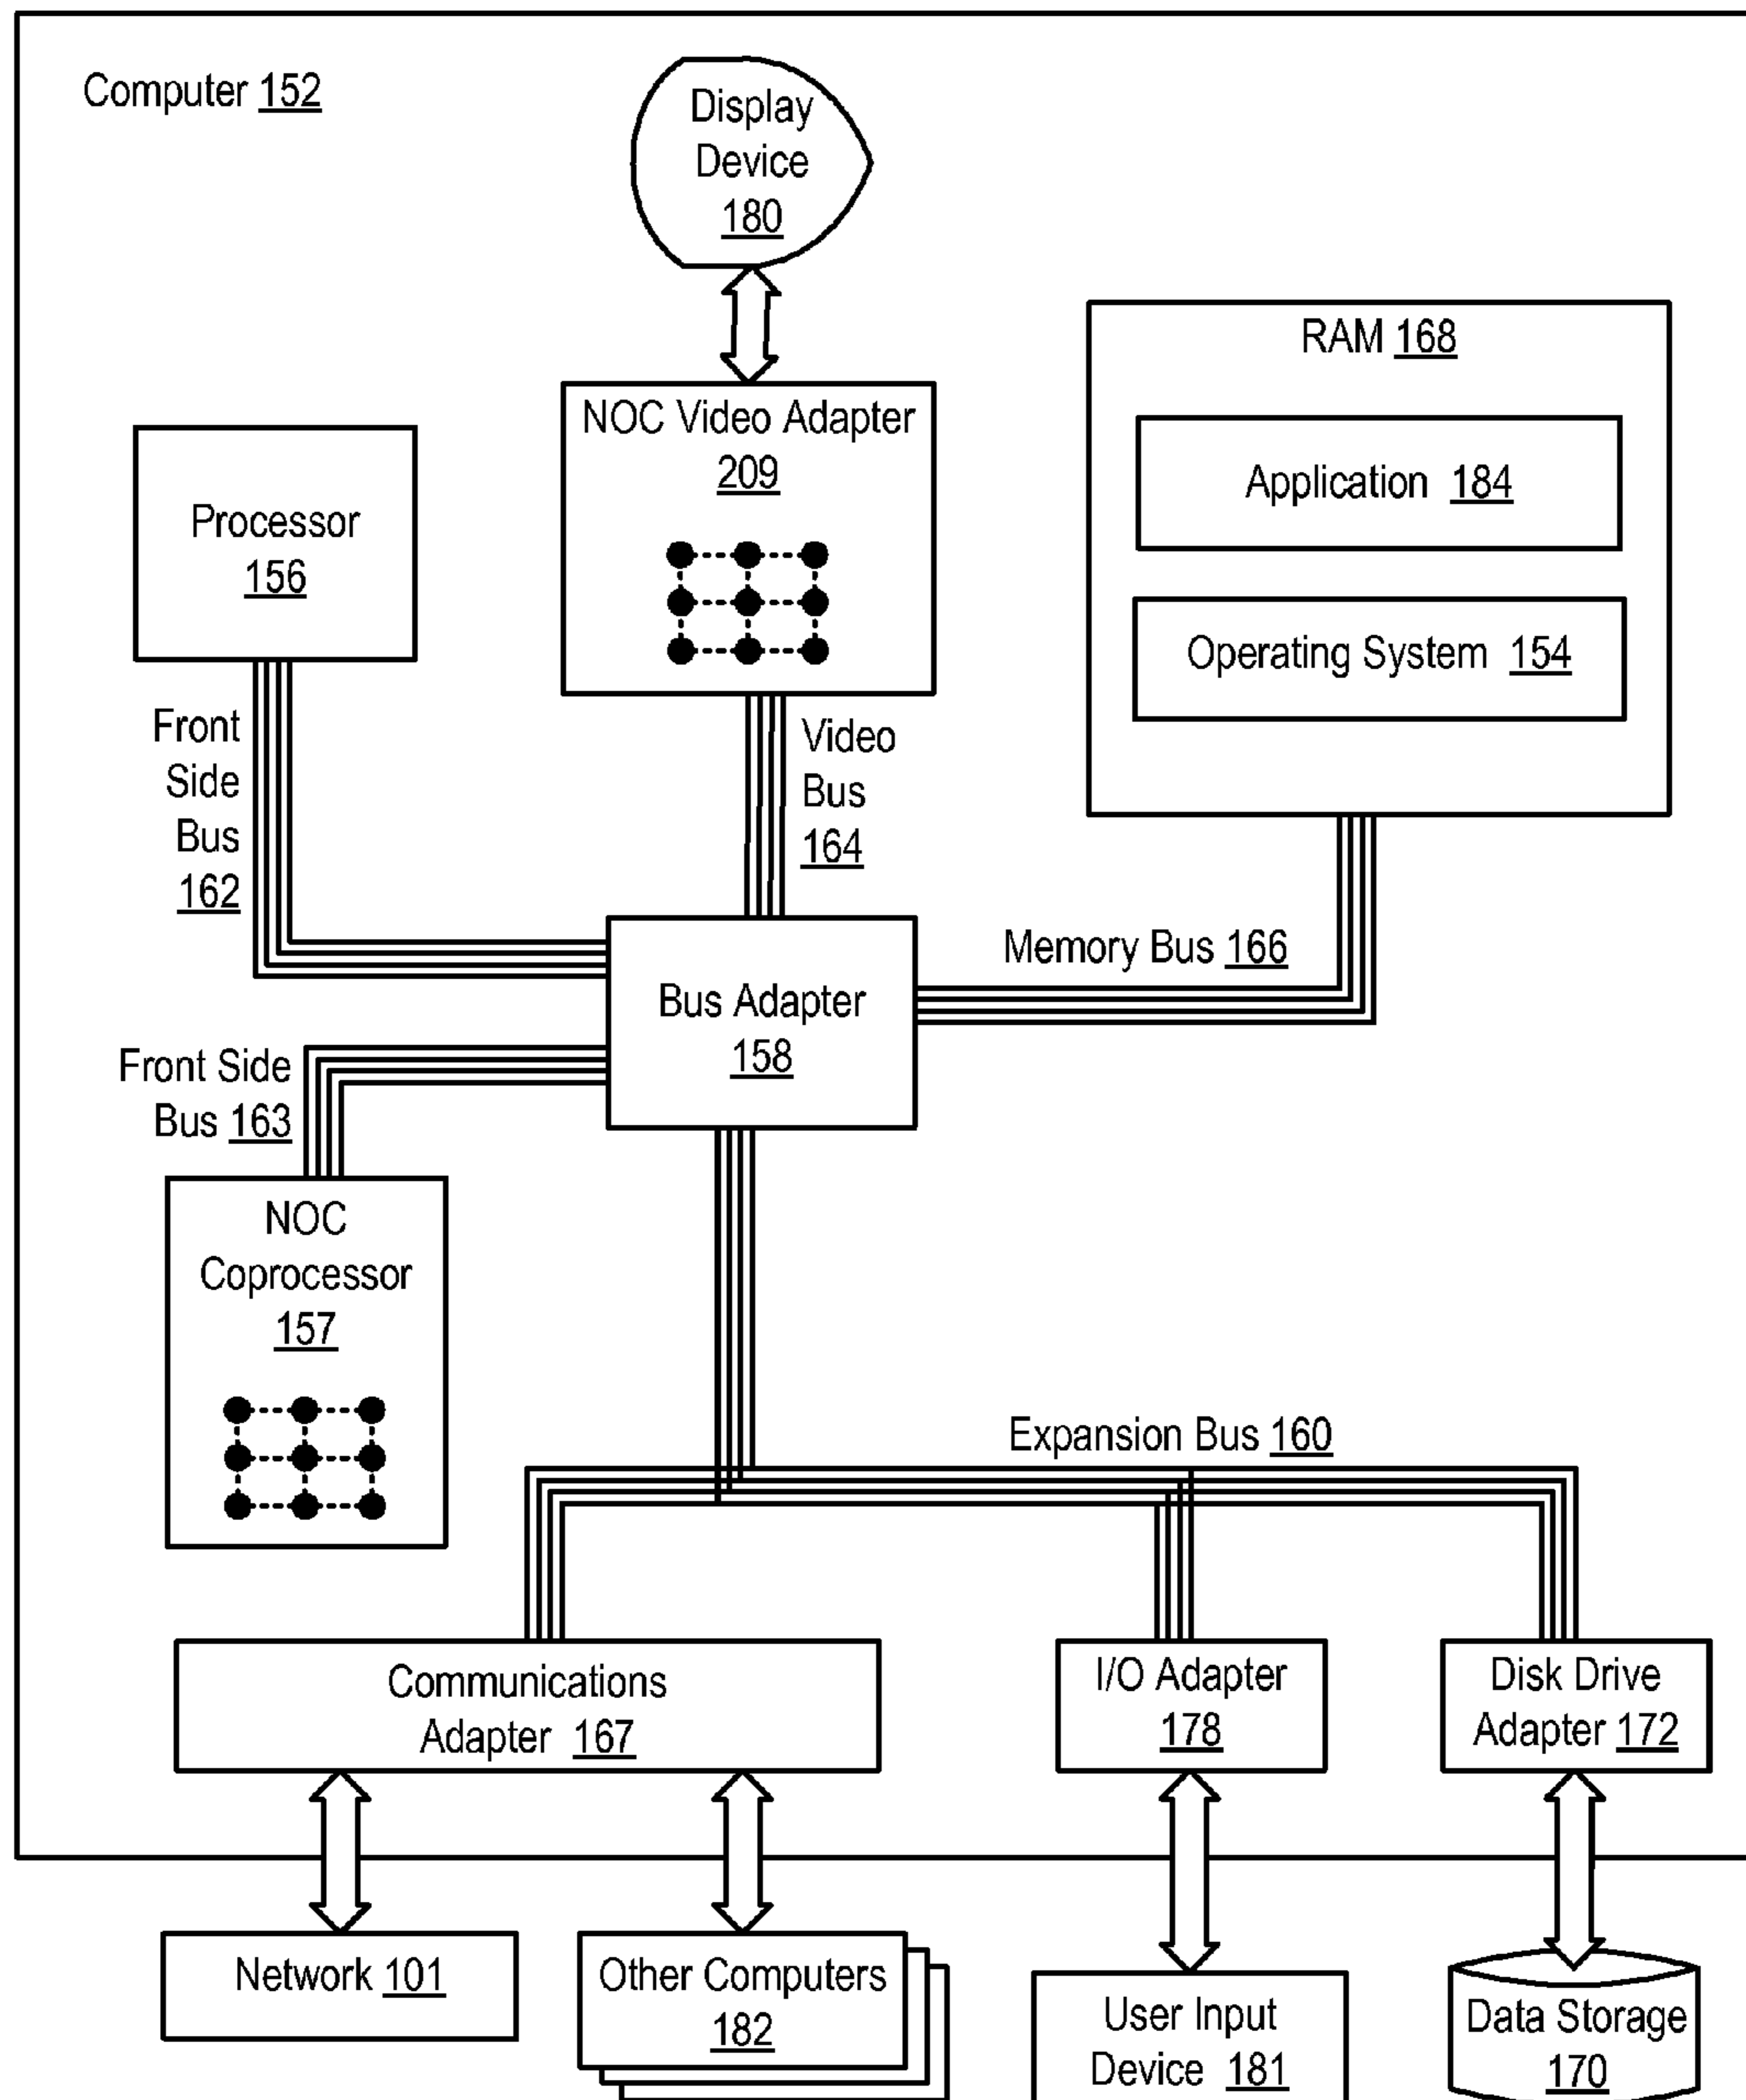 Computer 152
Display
Device
180
RAM 168
NOC Video Adapter
209
Application 184
Processor
156
Operating System 154
Front
Side
Bus
162
Video
Bus
164
Memory Bus 166
Bus Adapter
158
Front Side
Bus 163
NOC
Coprocessor
157
Expansion Bus 160
Communications
Adapter 167
I/O Adapter
178
Disk Drive
Adapter 172
Network 101
Other Computers
182
User Input
Device 181
Data Storage
170